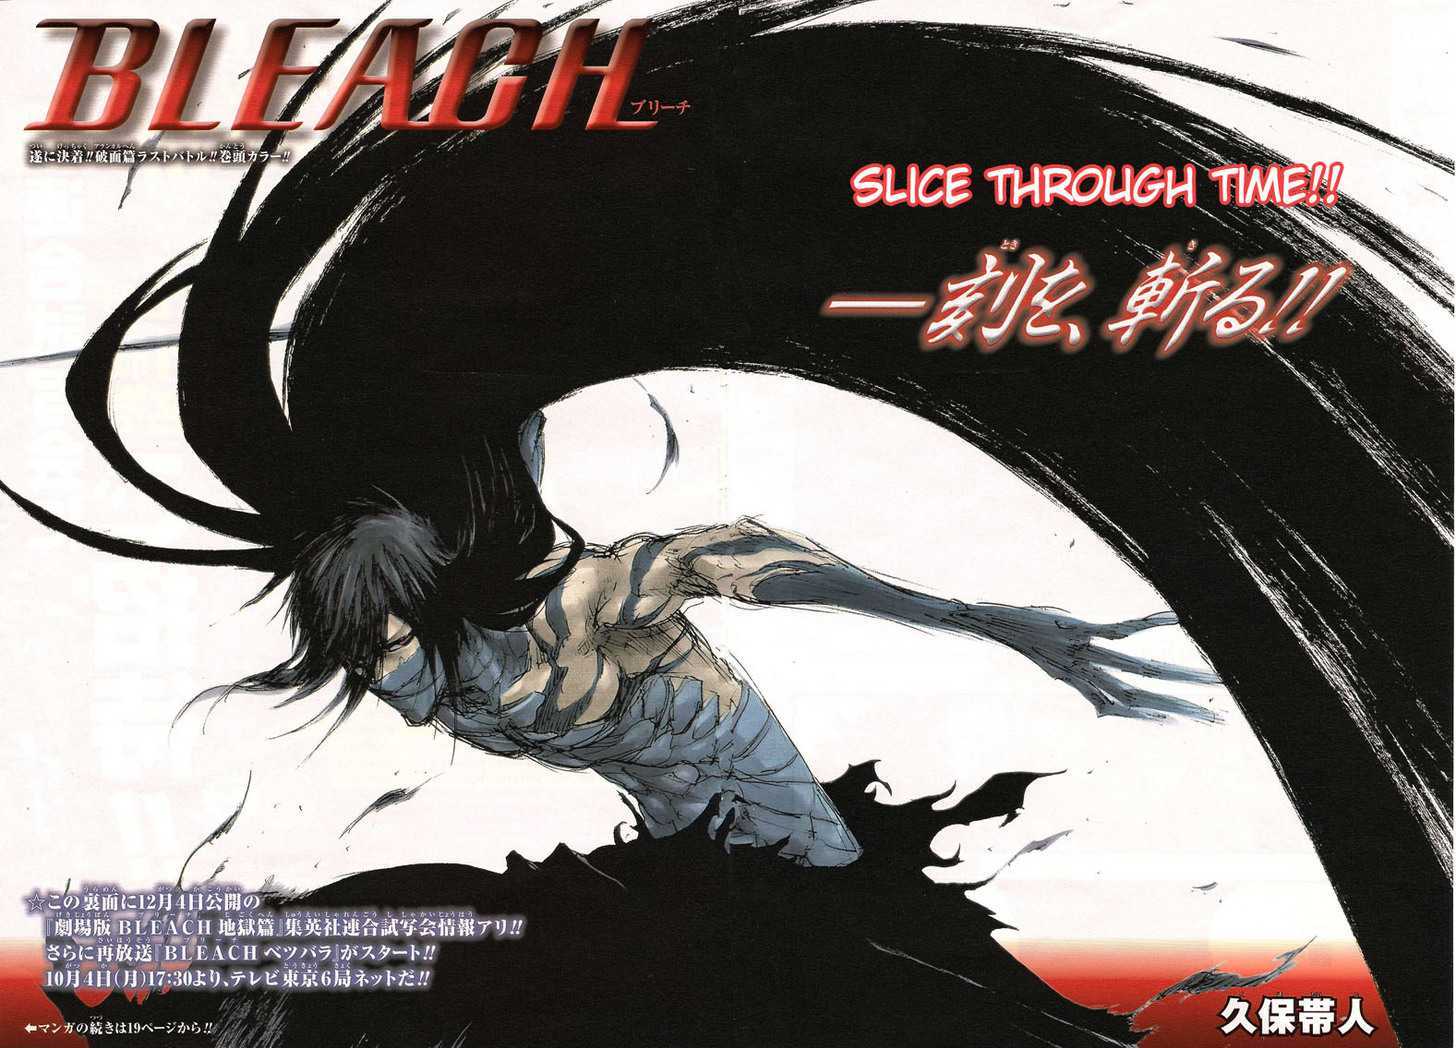 BLEACH
ブリーチ
遂に決着!!破面篇ラストバトル!!巻頭カラー!!
SLICE THROUGH TIME!!
一刻を、斬る!!
☆この裏面に12月4日公開の
『劇場版 BLEACH 地獄篇』集英社連合試写会情報アリ!!
さらに再放送『BLEACH ベツバラ』がスタート!!
10月4日(月)17:30より、テレビ東京6局ネットだ!!
←マンガの続きは19ページから!!
久保帯人